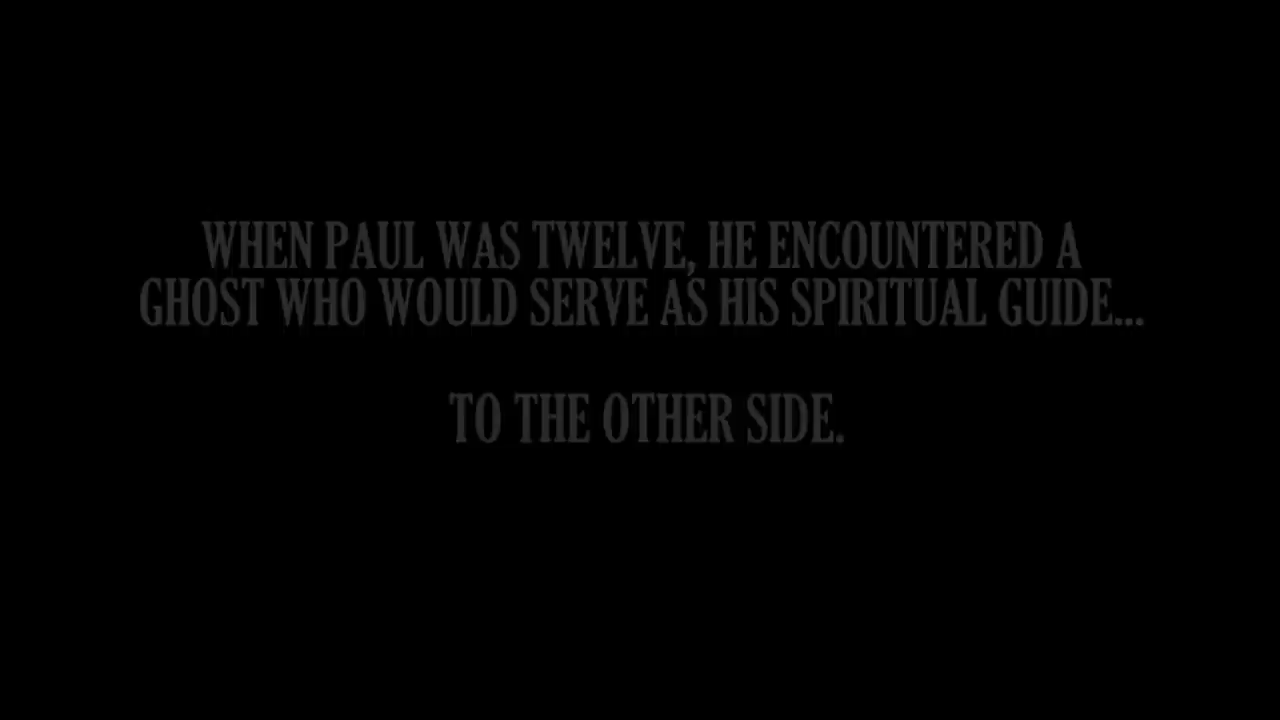 WHEN PAUL WAS TWELVE, HE ENCOUNTERED A
GHOST WHO WOULD SERVE AS HIS SPIRITUAL GUIDE...
TO THE OTHER SIDE.